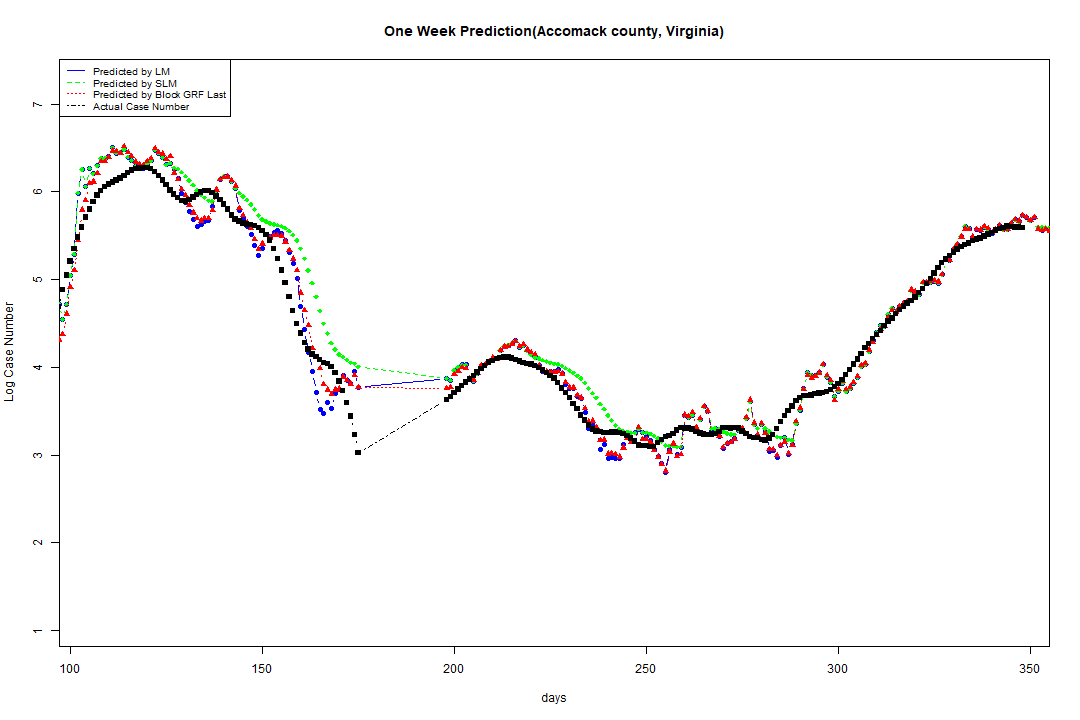 One Week Prediction(Accomack county, Virginia)
Predicted by LM
Predicted by SLM
Predicted by Block GRF Last
Actual Case Number
7
6
5
4
3
2
1
Log Case Number
100 150 200 250 300 350
days